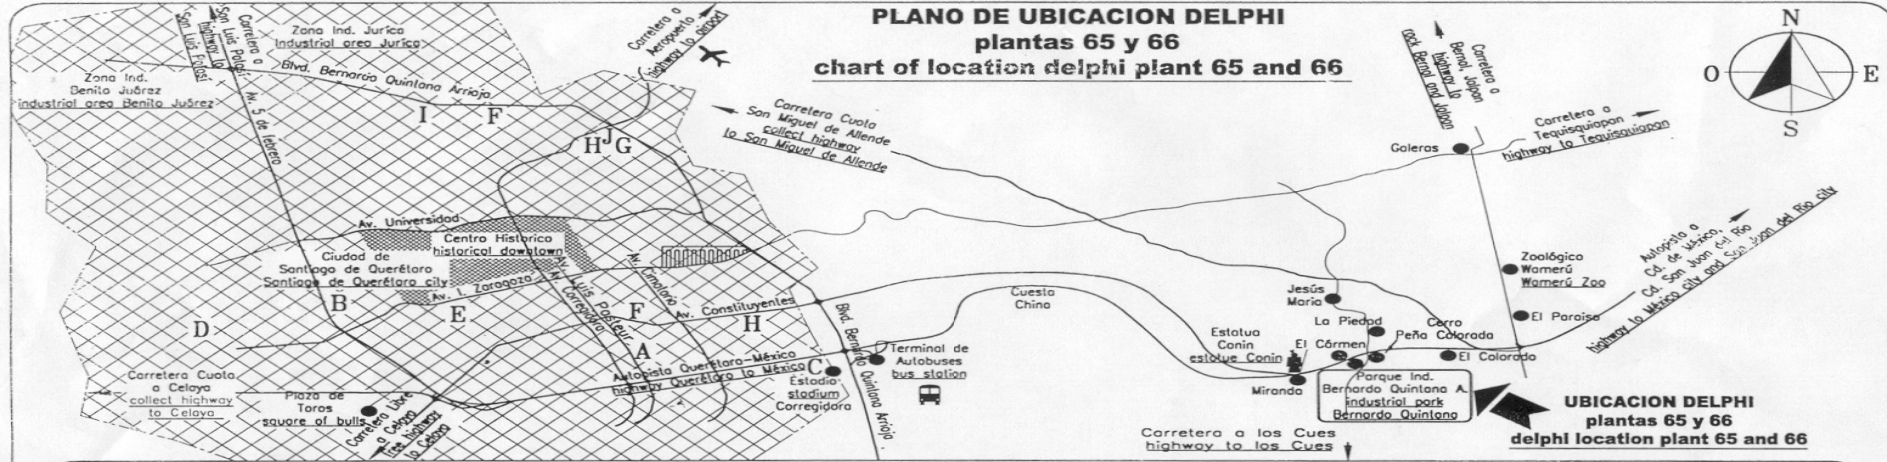 PLANO DE UBICACION DELPHI
plantas 65 y 66
chart of location delphi plant 65 and 66
Carretera a
San Luis Potosí
highway to
San Luis Potosí
Zona Ind. Jurica
Industrial area Jurica
Zona Ind.
Benito Juárez
industrial area Benito Juárez
Blvd. Bernardo Quintana Arrioja
Av. 5 de febrero
Carretera a
Aeropuerto
highway to airport
I
F
H
J
G
Carretera Cuota
a San Miguel de Allende
collect highway
to San Miguel de Allende
Carretera a
Bernal, Jalpan
highway to
rock Bernal and Jalpan
Galeras
Carretera a
Tequisquiapan
highway to Tequisquiapan
N
O
E
S
Av. Universidad
Centro Historico
historical downtown
Ciudad de
Santiago de Querétaro
Santiago de Querétaro city
Av. I. Zaragoza
Av. Luis Pasteur
Av. Corregidora
Av. Cimatario
Av. Constituyentes
B
D
E
F
H
A
C
Blvd. Bernardo Quintana Arrioja
Autopista Querétaro-México
highway Querétaro to México
Estadio
stadium
Corregidora
Terminal de
Autobuses
bus station
Carretera Cuota
a Celaya
collect highway
to Celaya
Plaza de
Toros
square of bulls
Carretera Libre
a Celaya
free highway
to Celaya
Cuesta
China
Jesús
María
La Piedad
Cerro
Peña Colorada
Estatua
Conin
estatue Conin
El Cármen
El Colorado
Miranda
Zoológico
Wamerú
Wamerú Zoo
El Paraíso
Autopista a
Cd. de México,
Cd. San Juan del Rio
highway to México city and San Juan del Rio city
Parque Ind.
Bernardo Quintana A.
industrial park
Bernardo Quintana
Carretera a los Cues
highway to los Cues
UBICACION DELPHI
plantas 65 y 66
delphi location plant 65 and 66